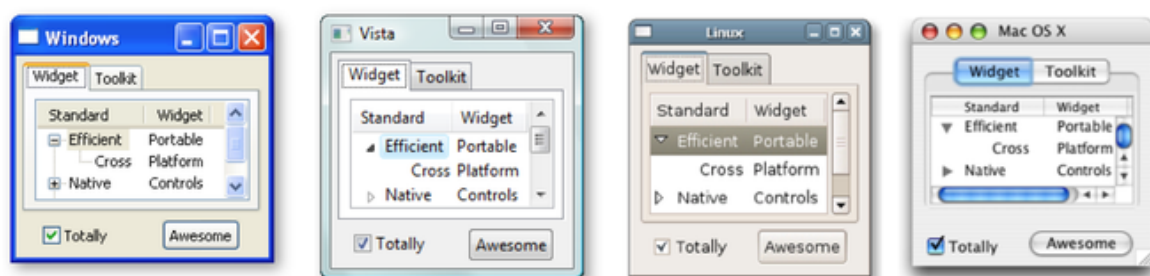 Windows
Widget Toolkit
Standard Widget
Efficient Portable
Cross Platform
Native Controls
Totally Awesome
Vista
Widget Toolkit
Standard Widget
Efficient Portable
Cross Platform
Native Controls
Totally Awesome
Linux
Widget Toolkit
Standard Widget
Efficient Portable
Cross Platform
Native Controls
Totally Awesome
Mac OS X
Widget Toolkit
Standard Widget
Efficient Portable
Cross Platform
Native Controls
Totally Awesome